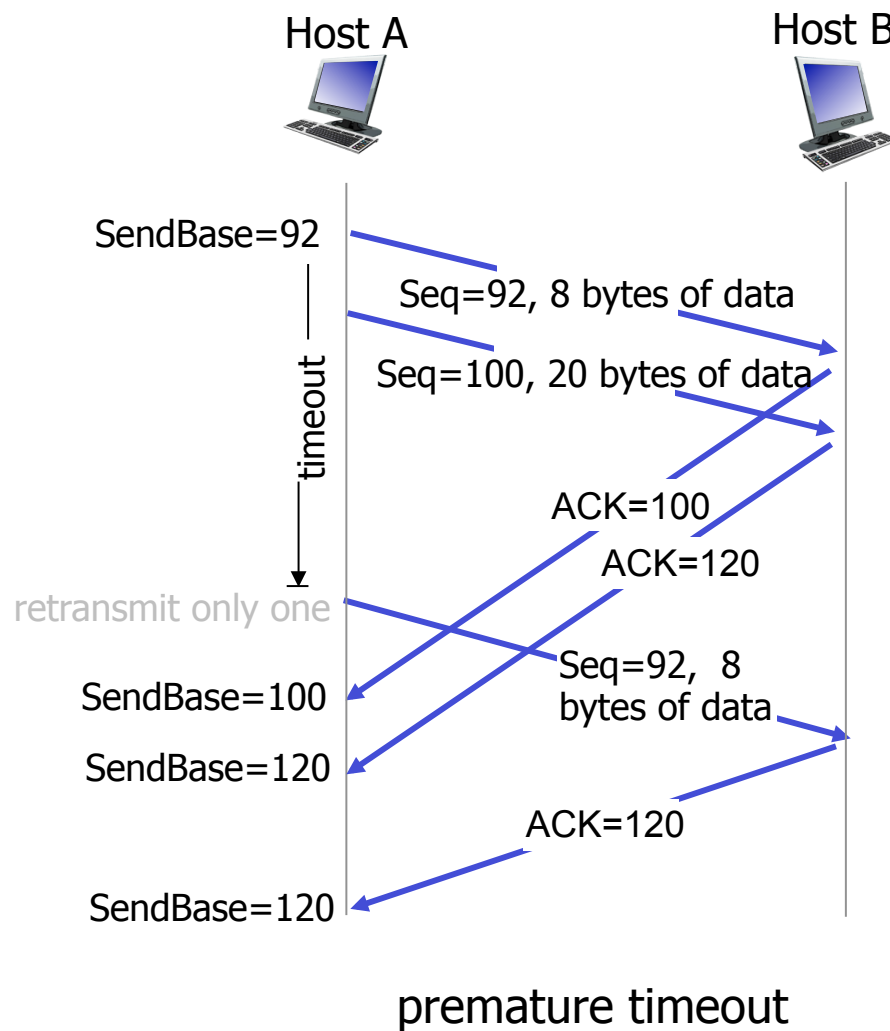 Host A
Host B
SendBase=92
Seq=92, 8 bytes of data
Seq=100, 20 bytes of data
timeout
ACK=100
ACK=120
retransmit only one
Seq=92,  8
bytes of data
SendBase=100
SendBase=120
ACK=120
SendBase=120
premature timeout